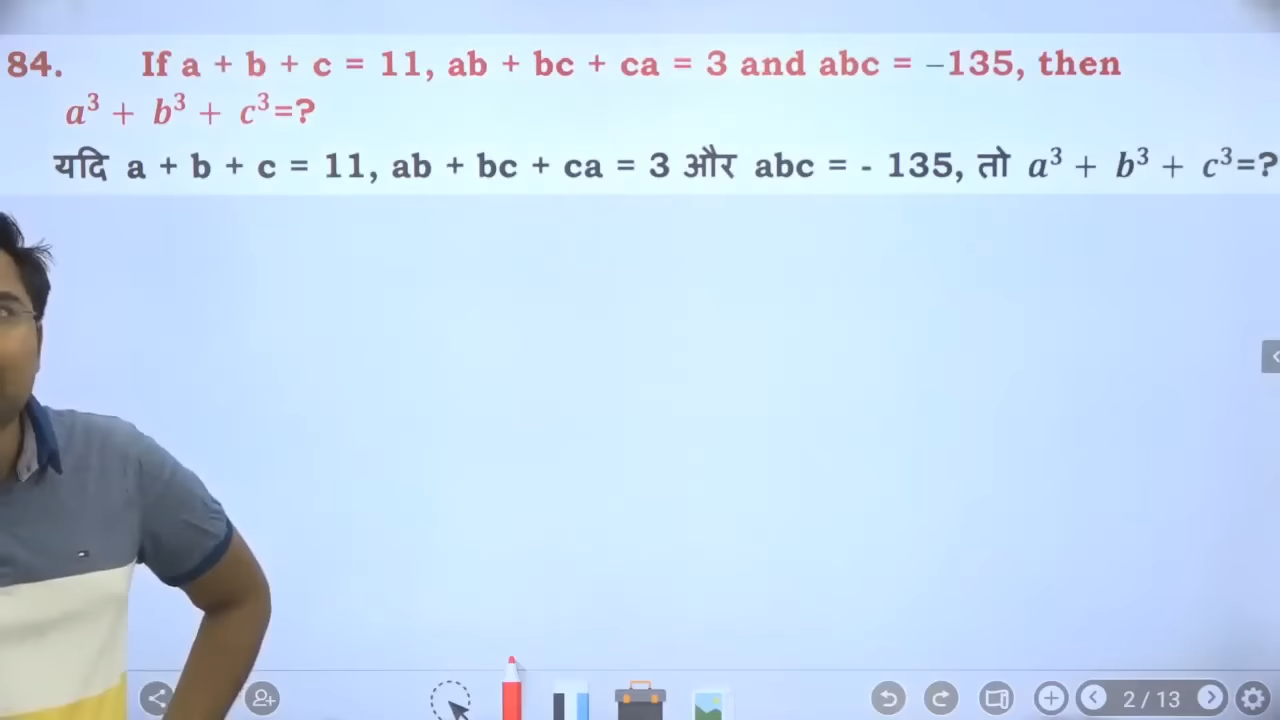 84. If a + b + c = 11, ab + bc + ca = 3 and abc = −135, then
a³ + b³ + c³=?
यदि a + b + c = 11, ab + bc + ca = 3 और abc = - 135, तो a³ + b³ + c³=?
2 / 13